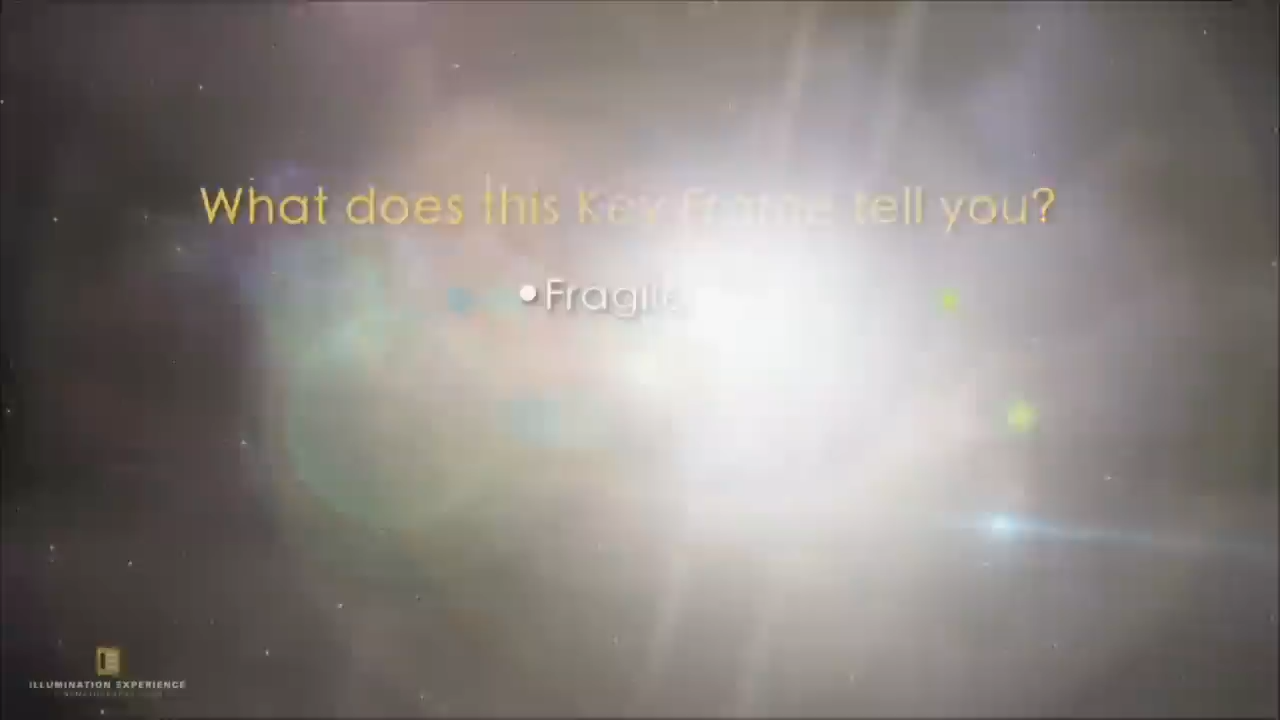 What does this Key Frame tell you?
•Fragile
ILLUMINATION EXPERIENCE